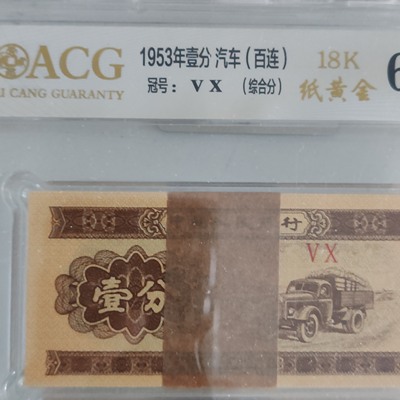 ACG
I CANG GUARANTY
1953年壹分 汽车（百连）
冠号： V X （综合分）
18K
纸黄金
6
行
V X
壹分